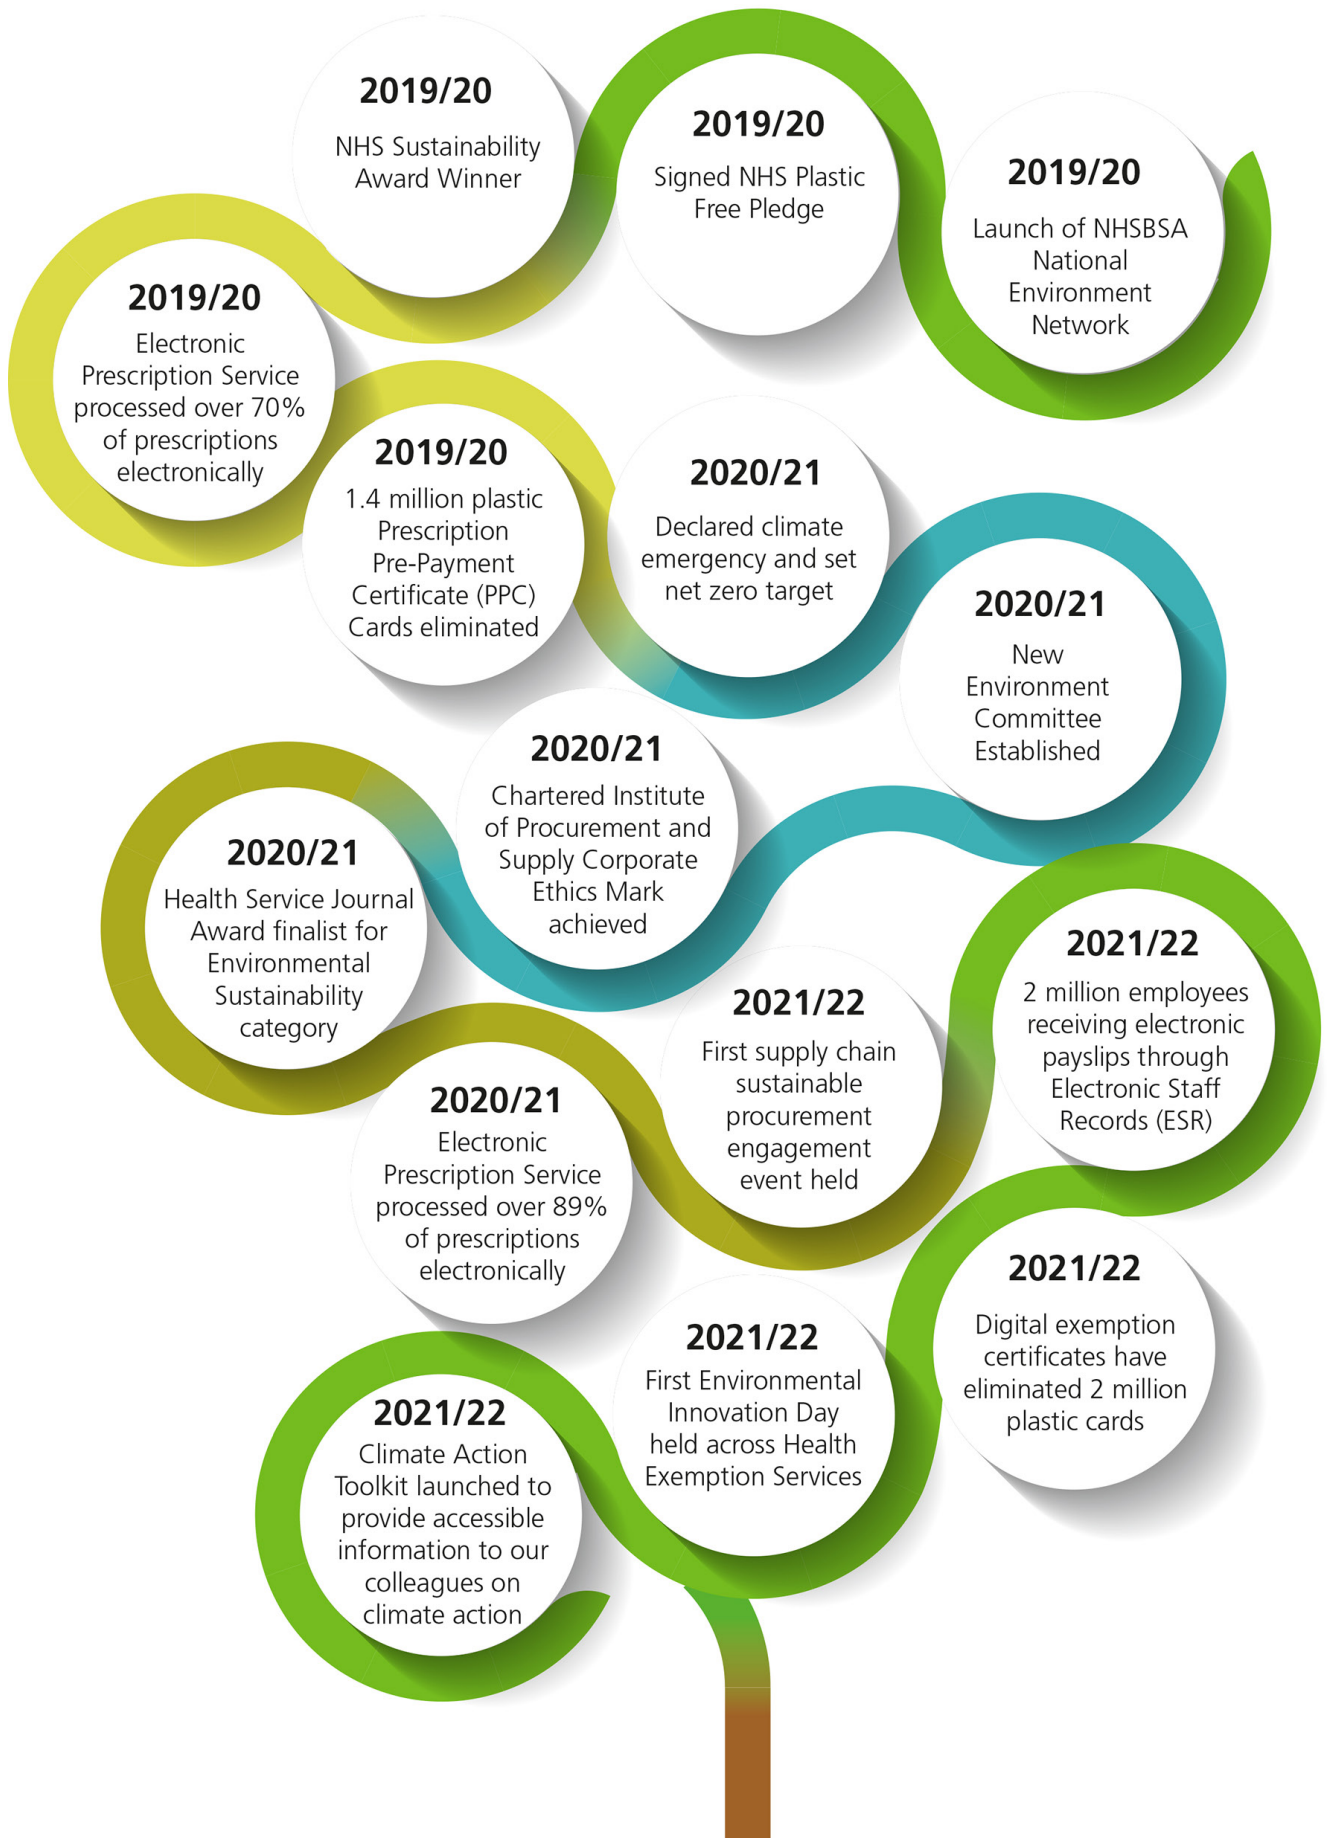 2019/20
NHS Sustainability
Award Winner
2019/20
Signed NHS Plastic
Free Pledge
2019/20
Launch of NHSBSA
National
Environment
Network
2019/20
Electronic
Prescription Service
processed over 70%
of prescriptions
electronically
2019/20
1.4 million plastic
Prescription
Pre-Payment
Certificate (PPC)
Cards eliminated
2020/21
Declared climate
emergency and set
net zero target
2020/21
New
Environment
Committee
Established
2020/21
Chartered Institute
of Procurement and
Supply Corporate
Ethics Mark
achieved
2020/21
Health Service Journal
Award finalist for
Environmental
Sustainability
category
2020/21
Electronic
Prescription Service
processed over 89%
of prescriptions
electronically
2021/22
First supply chain
sustainable
procurement
engagement
event held
2021/22
2 million employees
receiving electronic
payslips through
Electronic Staff
Records (ESR)
2021/22
Digital exemption
certificates have
eliminated 2 million
plastic cards
2021/22
First Environmental
Innovation Day
held across Health
Exemption Services
2021/22
Climate Action
Toolkit launched to
provide accessible
information to our
colleagues on
climate action